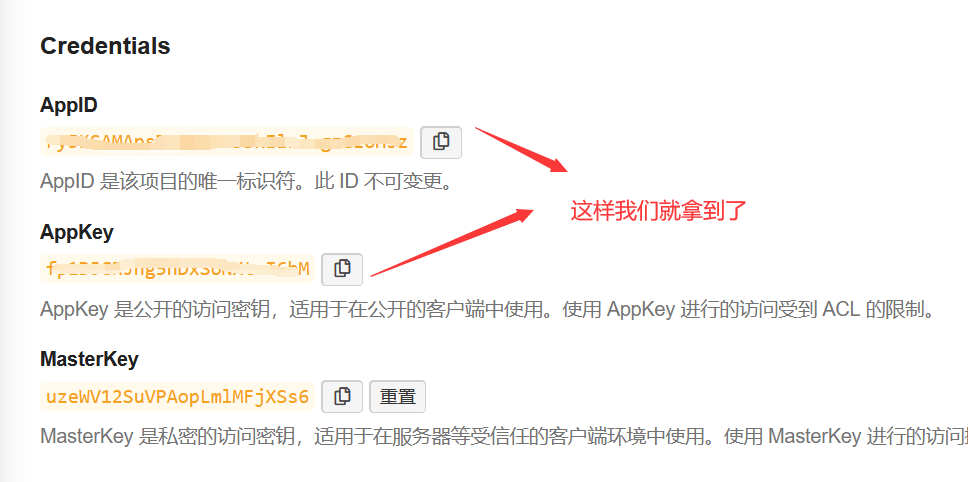 Credentials
AppID
AppID 是该项目的唯一标识符。此 ID 不可变更。
这样我们就拿到了
AppKey
AppKey 是公开的访问密钥，适用于在公开的客户端中使用。使用 AppKey 进行的访问受到 ACL 的限制。
MasterKey
uzeWV12SuVPAopLmlMFjXSs6 重置
MasterKey 是私密的访问密钥，适用于在服务器等受信任的客户端环境中使用。使用 MasterKey 进行的访问